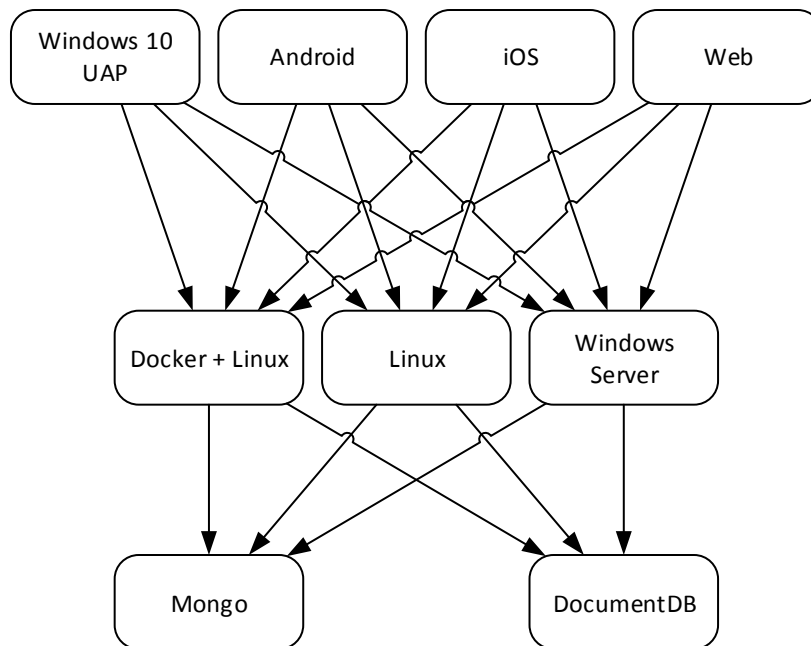 Windows 10
UAP
Android
iOS
Web
Docker + Linux
Linux
Windows
Server
Mongo
DocumentDB